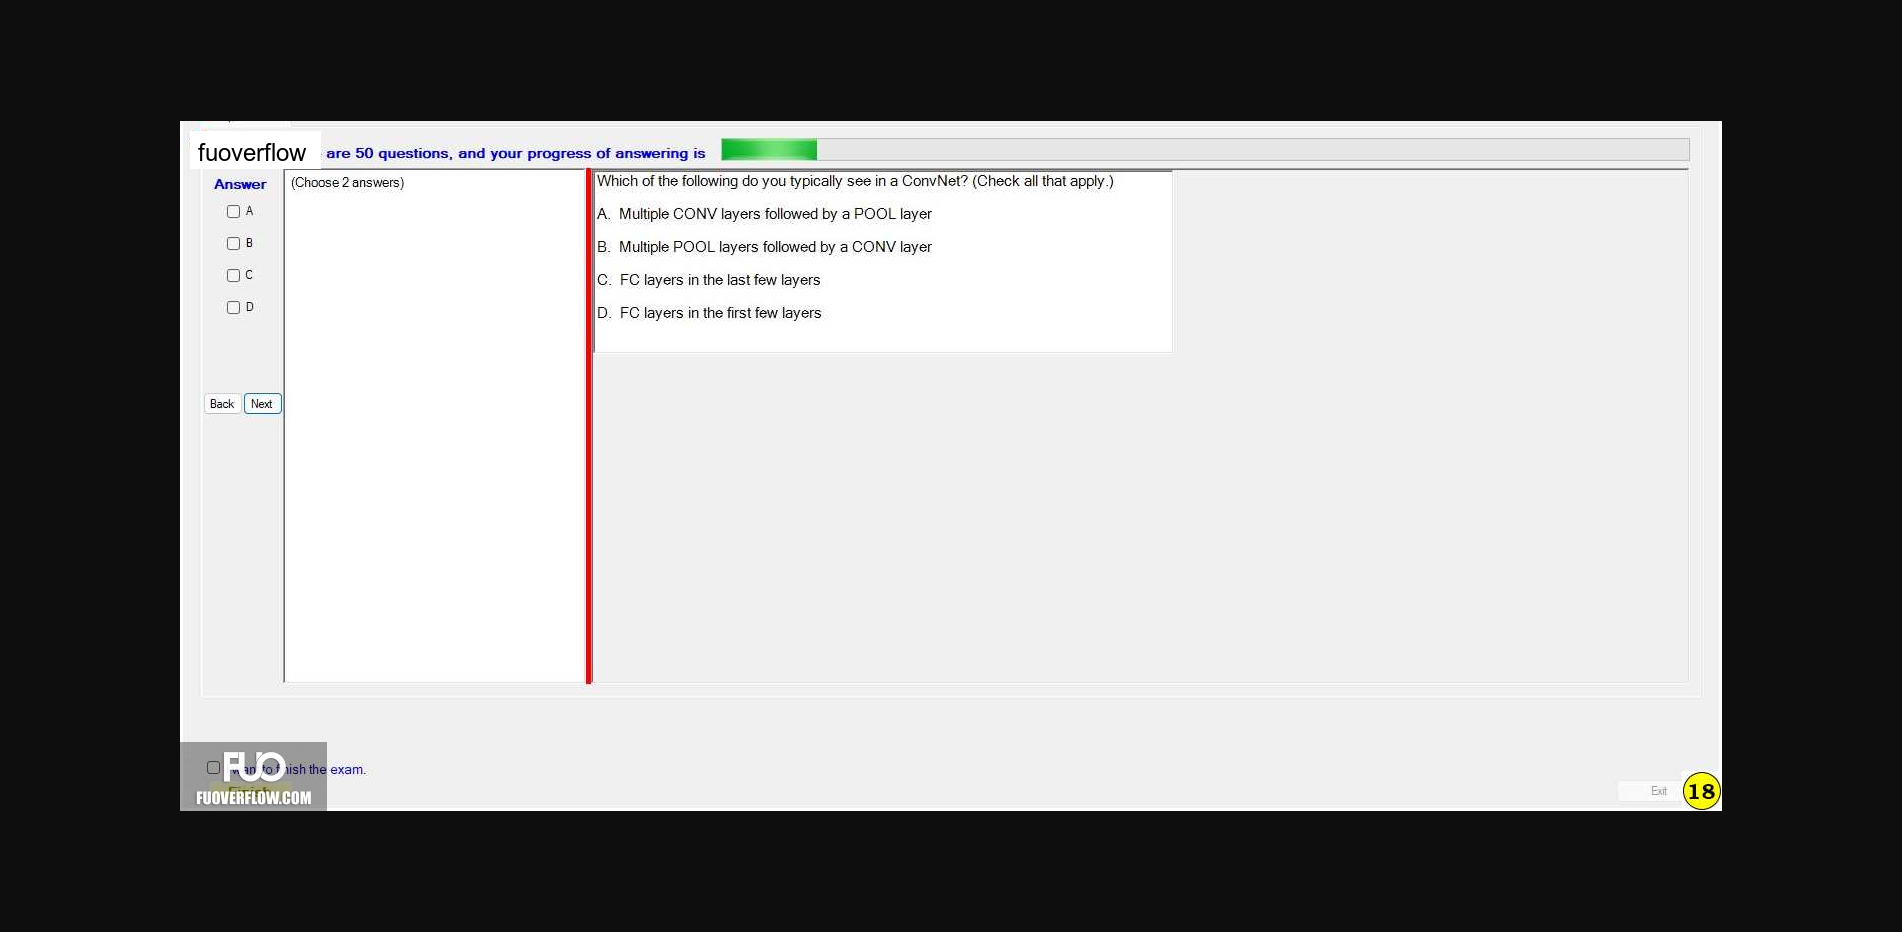 fuoverflow are 50 questions, and your progress of answering is
Answer
(Choose 2 answers)
A
B
C
D
Back Next
Which of the following do you typically see in a ConvNet? (Check all that apply.)
A. Multiple CONV layers followed by a POOL layer
B. Multiple POOL layers followed by a CONV layer
C. FC layers in the last few layers
D. FC layers in the first few layers
FUO
want to finish the exam.
Finish
FUOVERFLOW.COM
Exit
18